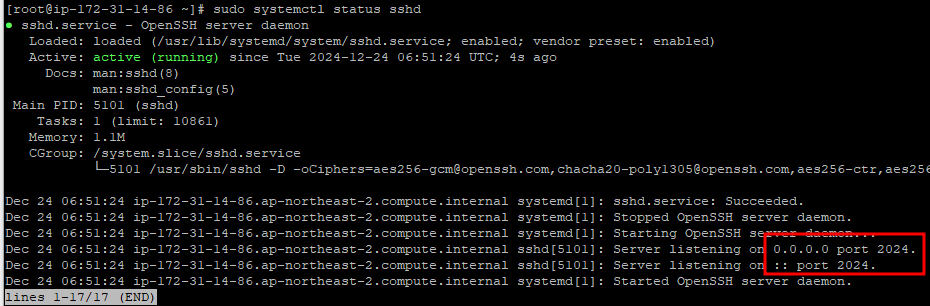 [root@ip-172-31-14-86 ~]# sudo systemctl status sshd
● sshd.service - OpenSSH server daemon
Loaded: loaded (/usr/lib/systemd/system/sshd.service; enabled; vendor preset: enabled)
Active: active (running) since Tue 2024-12-24 06:51:24 UTC; 4s ago
Docs: man:sshd(8)
man:sshd_config(5)
Main PID: 5101 (sshd)
Tasks: 1 (limit: 10861)
Memory: 1.1M
CGroup: /system.slice/sshd.service
└─5101 /usr/sbin/sshd -D -oCiphers=aes256-gcm@openssh.com,chacha20-poly1305@openssh.com,aes256-ctr,aes256
Dec 24 06:51:24 ip-172-31-14-86.ap-northeast-2.compute.internal systemd[1]: sshd.service: Succeeded.
Dec 24 06:51:24 ip-172-31-14-86.ap-northeast-2.compute.internal systemd[1]: Stopped OpenSSH server daemon.
Dec 24 06:51:24 ip-172-31-14-86.ap-northeast-2.compute.internal systemd[1]: Starting OpenSSH server daemon...
Dec 24 06:51:24 ip-172-31-14-86.ap-northeast-2.compute.internal sshd[5101]: Server listening on 0.0.0.0 port 2024.
Dec 24 06:51:24 ip-172-31-14-86.ap-northeast-2.compute.internal sshd[5101]: Server listening on :: port 2024.
Dec 24 06:51:24 ip-172-31-14-86.ap-northeast-2.compute.internal systemd[1]: Started OpenSSH server daemon.
lines 1-17/17 (END)